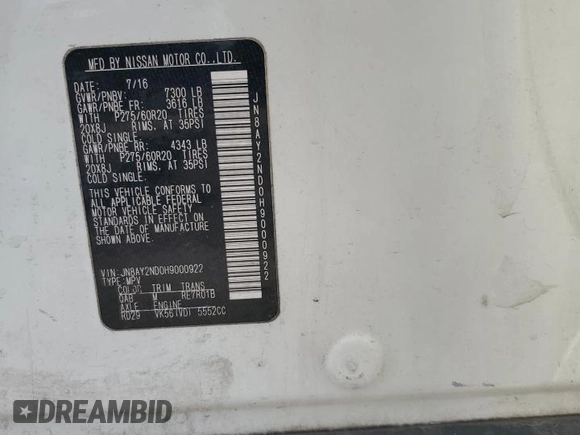 MFD BY NISSAN MOTOR CO.,LTD.
DATE: 7/16
GVWR/PNBV: 7300 LB
GAWR/PNBE FR: 3616 LB
WITH P275/60R20 TIRES
20X8J RIMS. AT 35PSI
COLD SINGLE.
GAWR/PNBE RR: 4343 LB
WITH P275/60R20 TIRES
20X8J RIMS. AT 35PSI
COLD SINGLE.
THIS VEHICLE CONFORMS TO
ALL APPLICABLE FEDERAL
MOTOR VEHICLE SAFETY
STANDARDS IN EFFECT ON
THE DATE OF MANUFACTURE
SHOWN ABOVE.
VIN: JN8AY2ND0H9000922
TYPE: MPV
COLOR TRIM TRANS
QAB M RE7R01B
AXLE ENGINE
RD29 VK56(VD) 5552CC
JN8AY2ND0H9000922
DREAMBID